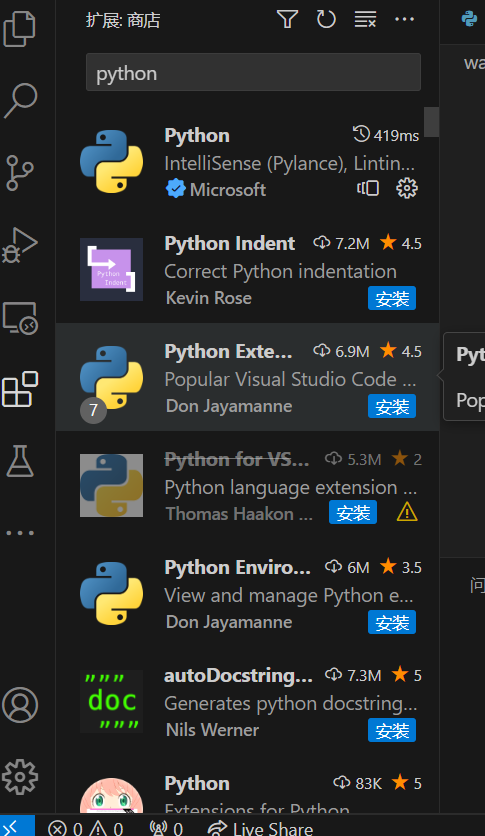 扩展: 商店
wa
python
Python 419ms
IntelliSense (Pylance), Lintin...
Microsoft
Python Indent 7.2M 4.5
Correct Python indentation
Kevin Rose 安装
Python Indent
Python Exte... 6.9M 4.5
Popular Visual Studio Code ...
Don Jayamanne 安装
7
Pyt
Pop
Python for VS... 5.3M 2
Python language extension ...
Thomas Haakon ... 安装
Python Enviro... 6M 3.5
View and manage Python e...
Don Jayamanne 安装
问
autoDocstring... 7.3M 5
Generates python docstring...
Nils Werner 安装
""" doc """
Python 83K 5
Extensions for Python
0 0 0 Live Share